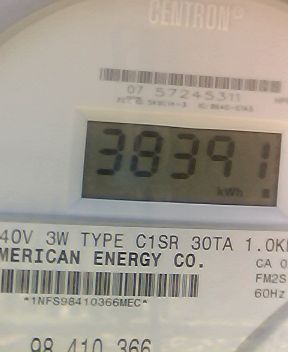 CENTRON®
07 57245311
38391
kWh
40V 3W TYPE C1SR 30TA 1.0K
MERICAN ENERGY CO.
CA 0
FM2S
60Hz
*1NFS98410366MEC*
98 410 366